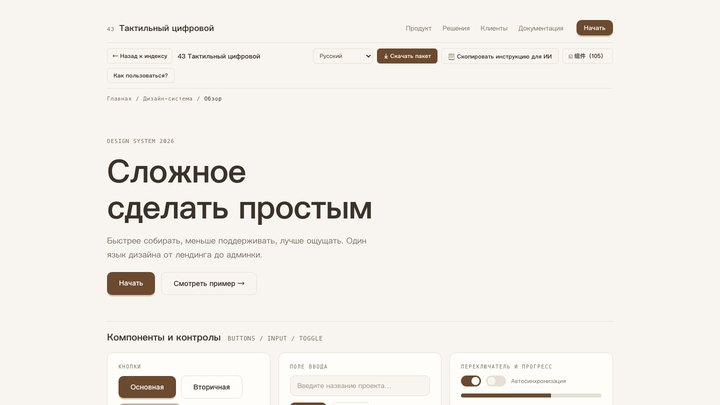 43 Тактильный цифровой
Продукт Решения Клиенты Документация Начать
← Назад к индексу 43 Тактильный цифровой Русский Скачать пакет Скопировать инструкцию для ИИ 组件 (105)
Как пользоваться?
Главная / Дизайн-система / Обзор
DESIGN SYSTEM 2026
Сложное
сделать простым
Быстрее собирать, меньше поддерживать, лучше ощущать. Один
язык дизайна от лендинга до админки.
Начать Смотреть пример →
Компоненты и контролы BUTTONS / INPUT / TOGGLE
КНОПКИ
Основная Вторичная
ПОЛЕ ВВОДА
Введите название проекта...
ПЕРЕКЛЮЧАТЕЛЬ И ПРОГРЕСС
Автосинхронизация